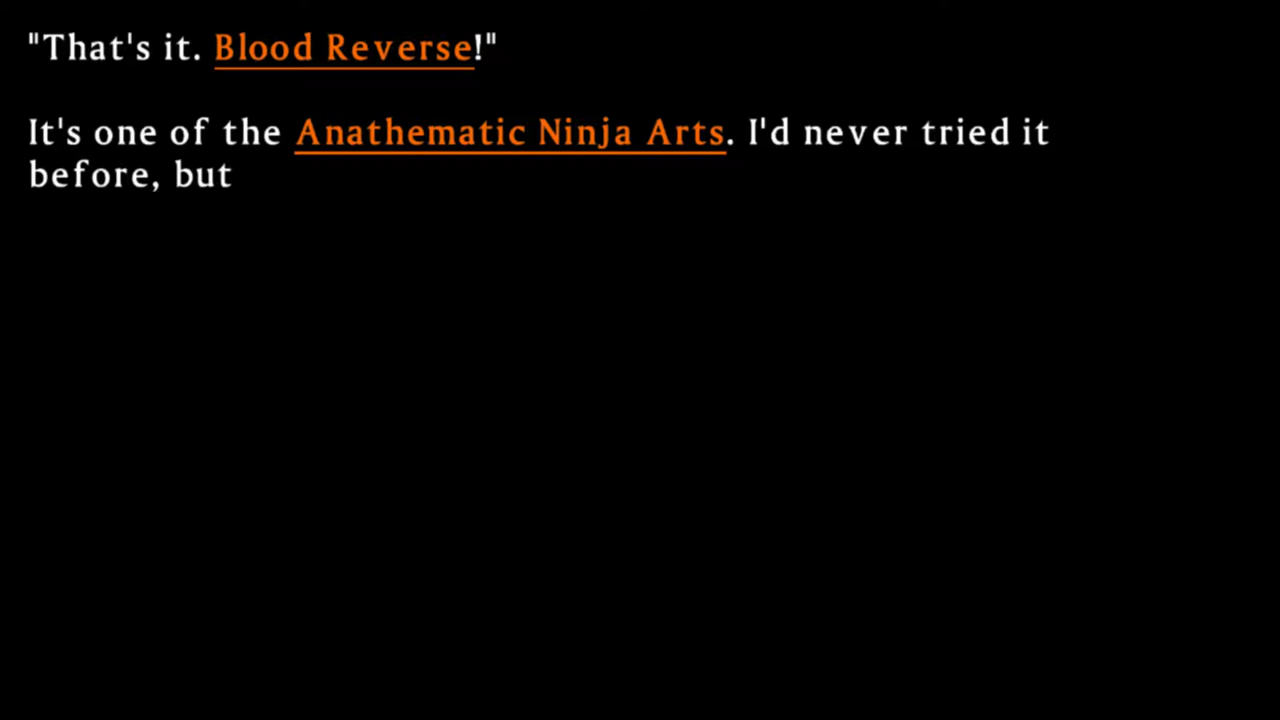 "That's it. Blood Reverse!"
It's one of the Anathematic Ninja Arts. I'd never tried it
before, but